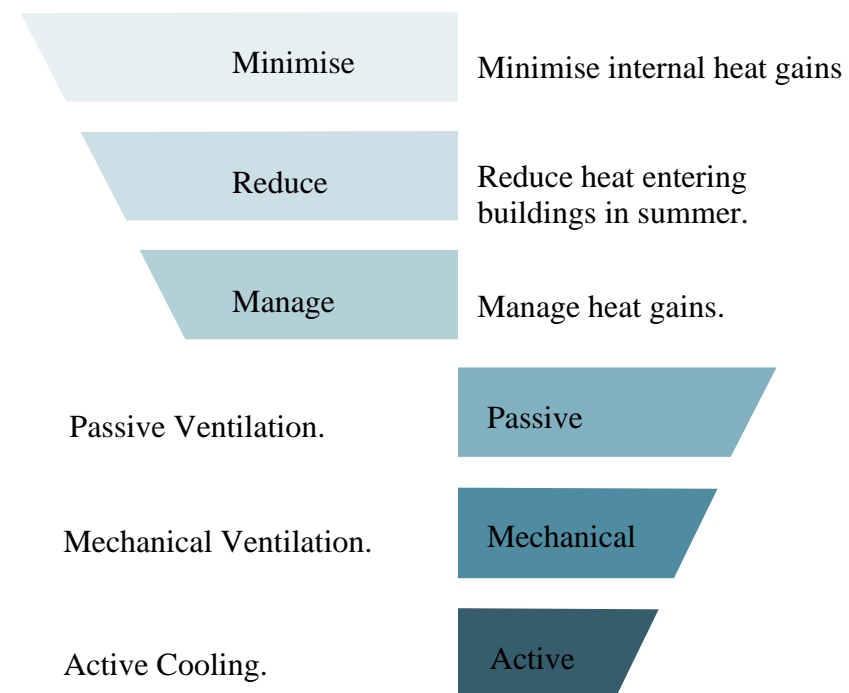 Minimise
Minimise internal heat gains
Reduce
Reduce heat entering
buildings in summer.
Manage
Manage heat gains.
Passive Ventilation.
Passive
Mechanical Ventilation.
Mechanical
Active Cooling.
Active